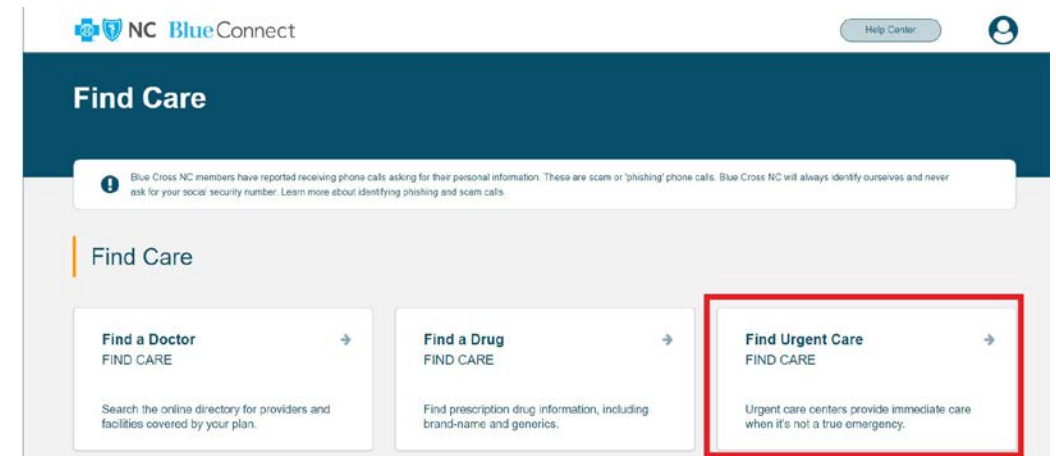 NC BlueConnect
Help Center
Find Care
Blue Cross NC members have reported receiving phone calls asking for their personal information. These are scam or 'phishing' phone calls. Blue Cross NC will always identify ourselves and never
ask for your social security number. Learn more about identifying phishing and scam calls.
Find Care
Find a Doctor
FIND CARE
Search the online directory for providers and
facilities covered by your plan.
Find a Drug
FIND CARE
Find prescription drug information, including
brand-name and generics.
Find Urgent Care
FIND CARE
Urgent care centers provide immediate care
when it's not a true emergency.